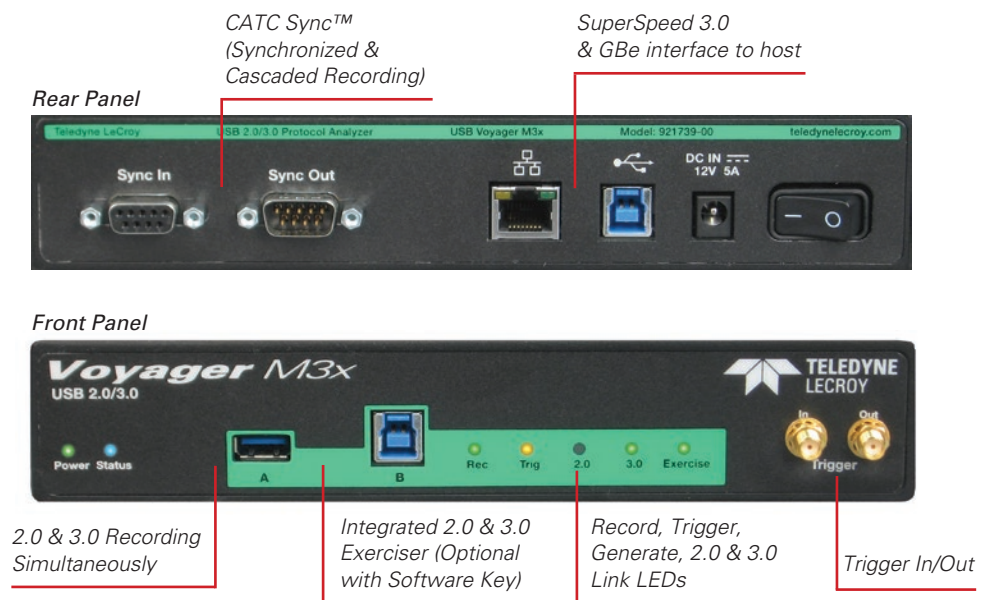 CATC Sync™
(Synchronized &
Cascaded Recording)
SuperSpeed 3.0
& GBe interface to host
Rear Panel
Teledyne LeCroy USB 2.0/3.0 Protocol Analyzer USB Voyager M3x Model: 921739-00 teledynelecroy.com
Sync In
Sync Out
DC IN
12V 5A
Front Panel
Voyager M3x
USB 2.0/3.0
TELEDYNE
LECROY
In Out
Trigger
Power Status
A
B
Rec Trig 2.0 3.0 Exercise
2.0 & 3.0 Recording
Simultaneously
Integrated 2.0 & 3.0
Exerciser (Optional
with Software Key)
Record, Trigger,
Generate, 2.0 & 3.0
Link LEDs
Trigger In/Out